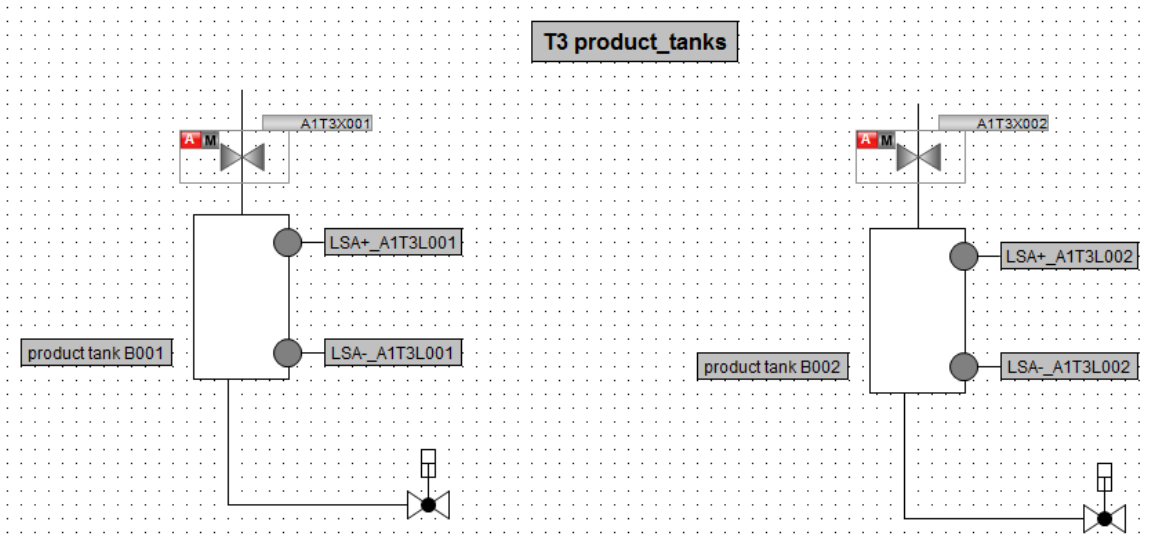 T3 product_tanks
A1T3X001
A M
LSA+_A1T3L001
LSA-_A1T3L001
product tank B001
A1T3X002
A M
LSA+_A1T3L002
LSA-_A1T3L002
product tank B002